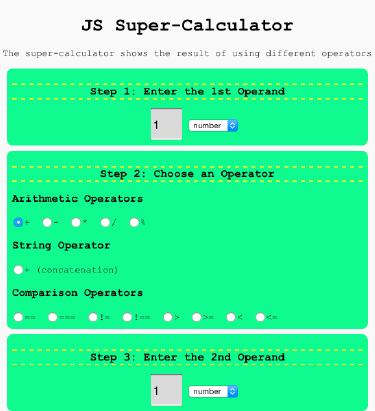 JS Super-Calculator
The super-calculator shows the result of using different operators
Step 1: Enter the 1st Operand
1 number
Step 2: Choose an Operator
Arithmetic Operators
+ - * / %
String Operator
+ (concatenation)
Comparison Operators
== === != !== > >= < <=
Step 3: Enter the 2nd Operand
1 number